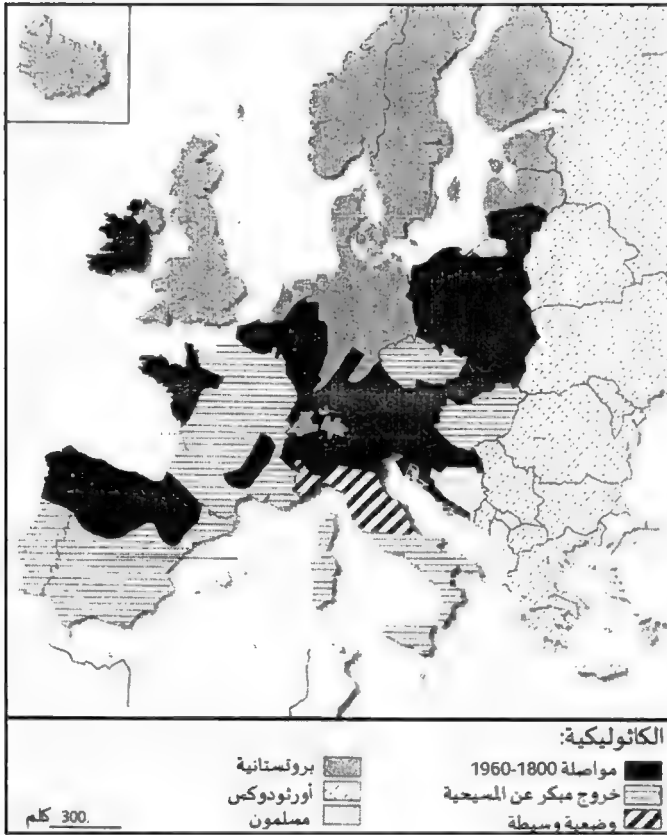 الكاثوليكية:
مواصلة 1800-1960
خروج مبكر عن المسيحية
وضعية وسيطة
بروتستانية
أورثودوكس
مسلمون
300. كلم